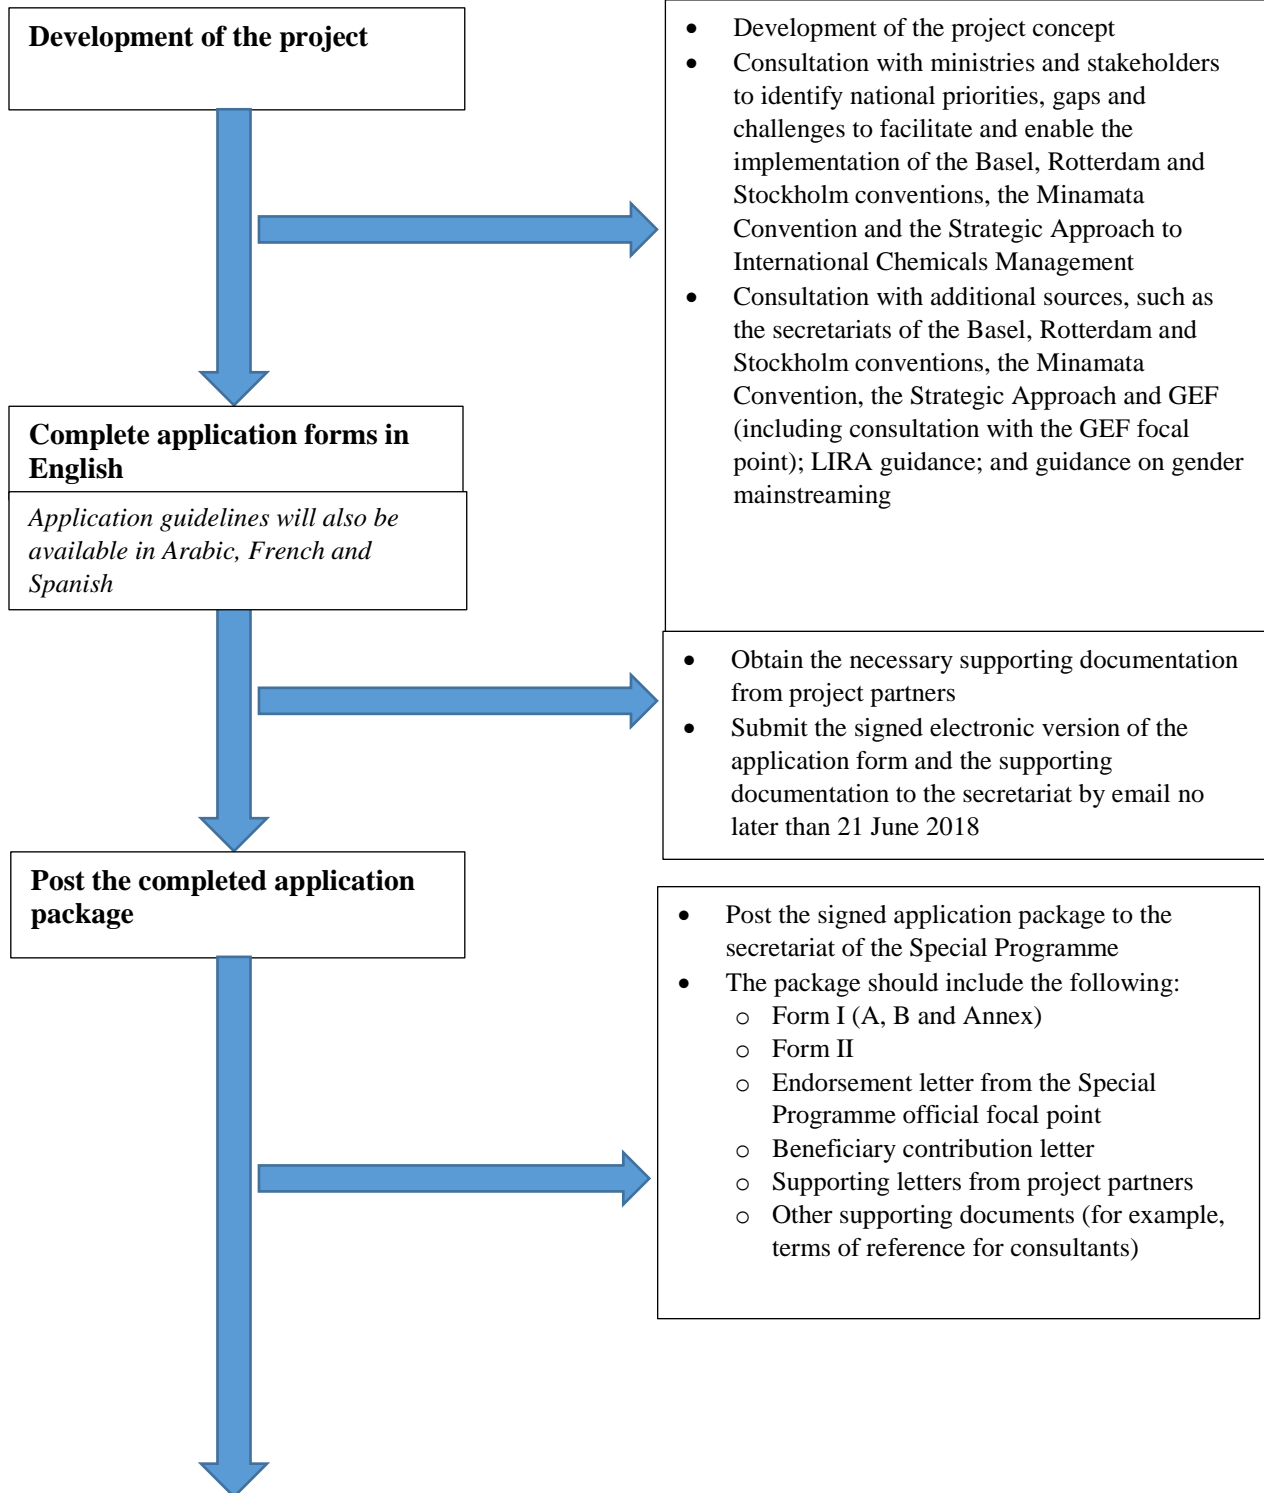 Development of the project
• Development of the project concept
• Consultation with ministries and stakeholders
to identify national priorities, gaps and
challenges to facilitate and enable the
implementation of the Basel, Rotterdam and
Stockholm conventions, the Minamata
Convention and the Strategic Approach to
International Chemicals Management
• Consultation with additional sources, such as
the secretariats of the Basel, Rotterdam and
Stockholm conventions, the Minamata
Convention, the Strategic Approach and GEF
(including consultation with the GEF focal
point); LIRA guidance; and guidance on gender
mainstreaming
Complete application forms in
English
Application guidelines will also be
available in Arabic, French and
Spanish
• Obtain the necessary supporting documentation
from project partners
• Submit the signed electronic version of the
application form and the supporting
documentation to the secretariat by email no
later than 21 June 2018
Post the completed application
package
• Post the signed application package to the
secretariat of the Special Programme
• The package should include the following:
o Form I (A, B and Annex)
o Form II
o Endorsement letter from the Special
Programme official focal point
o Beneficiary contribution letter
o Supporting letters from project partners
o Other supporting documents (for example,
terms of reference for consultants)